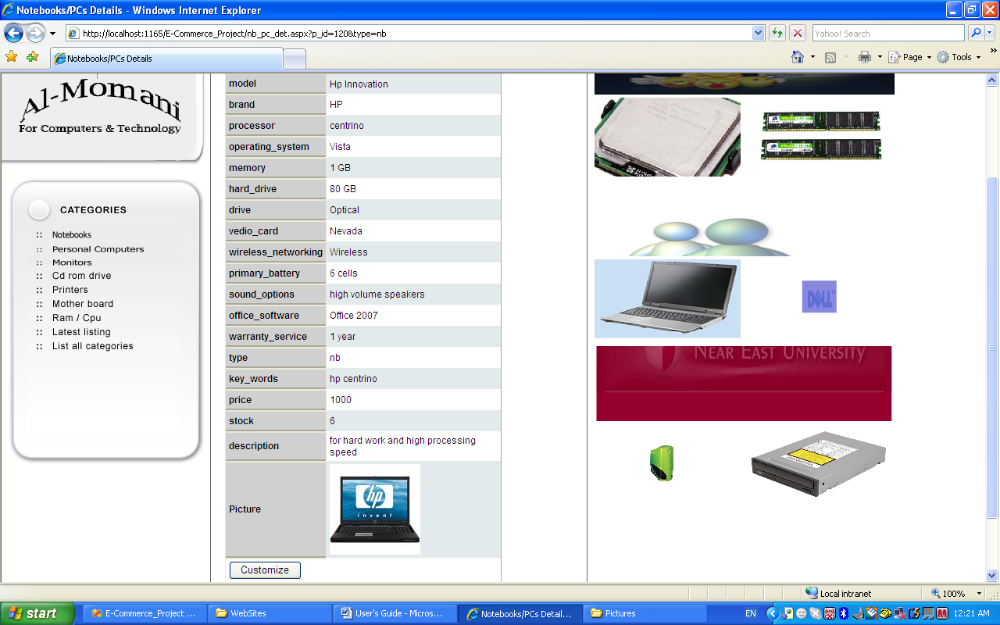 Notebooks/PCs Details - Windows Internet Explorer
http://localhost:1165/E-Commerce_Project/nb_pc_det.aspx?p_id=120&type=nb
Yahoo! Search
Notebooks/PCs Details
Page
Tools
Al-Momani
For Computers & Technology
CATEGORIES
:: Notebooks
:: Personal Computers
:: Monitors
:: Cd rom drive
:: Printers
:: Mother board
:: Ram / Cpu
:: Latest listing
:: List all categories
model Hp Innovation
brand HP
processor centrino
operating_system Vista
memory 1 GB
hard_drive 80 GB
drive Optical
vedio_card Nevada
wireless_networking Wireless
primary_battery 6 cells
sound_options high volume speakers
office_software Office 2007
warranty_service 1 year
type nb
key_words hp centrino
price 1000
stock 6
description for hard work and high processing
speed
Picture
hp
invent
Customize
DELL
NEAR EAST UNIVERSITY
Local intranet
100%
start
E-Commerce_Project ...
WebSites
User's Guide - Micros...
Notebooks/PCs Detail...
Pictures
EN
12:21 AM